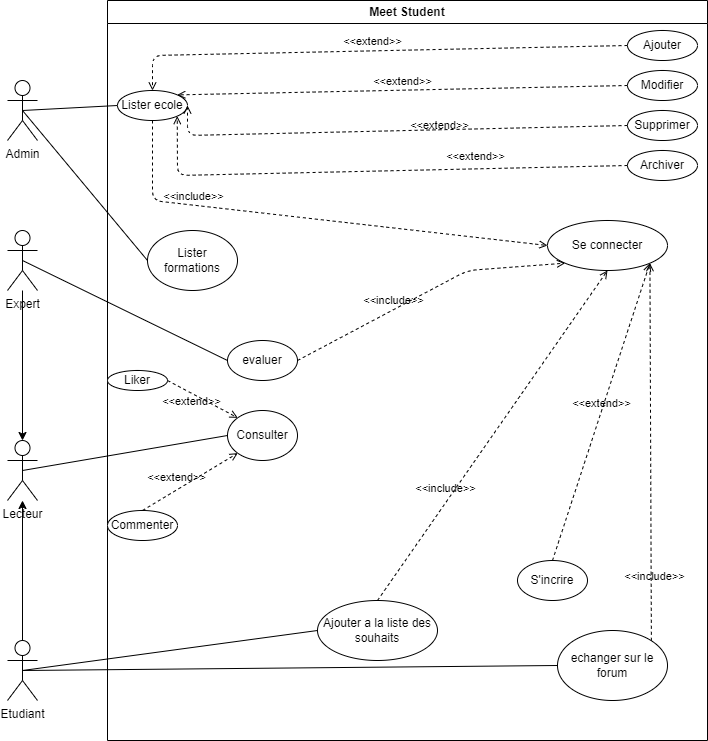 Meet Student
<<extend>>
Ajouter
<<extend>>
Modifier
Lister ecole
<<extend>>
Supprimer
Admin
<<extend>>
Archiver
<<include>>
Lister
formations
Se connecter
Expert
<<include>>
evaluer
Liker
<<extend>>
<<extend>>
Consulter
<<extend>>
<<include>>
Lecteur
Commenter
<<include>>
S'incrire
Ajouter a la liste des
souhaits
echanger sur le
forum
Etudiant